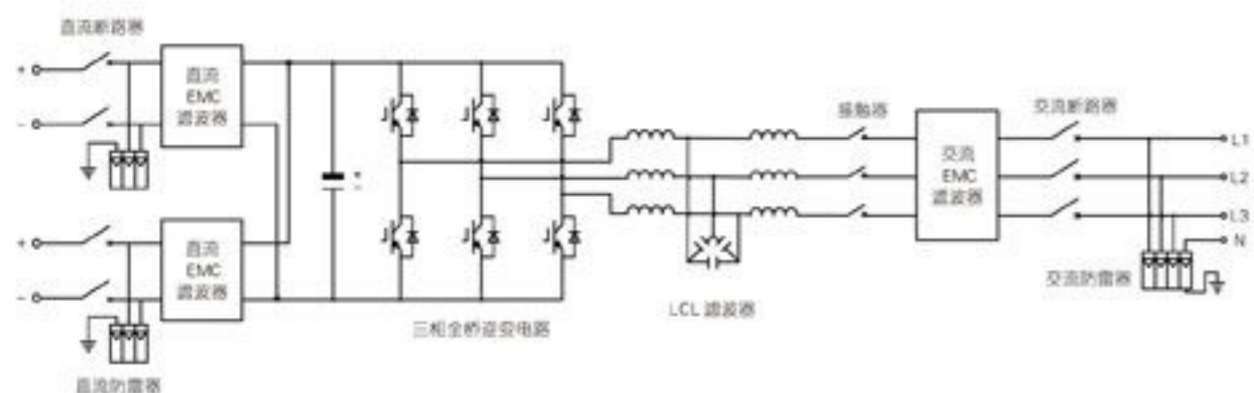 直流断路器
+
-
直流
EMC
滤波器
+
-
接触器
交流断路器
交流
EMC
滤波器
L1
L2
L3
N
+
-
直流
EMC
滤波器
交流防雷器
LCL 滤波器
三相全桥逆变电路
直流防雷器